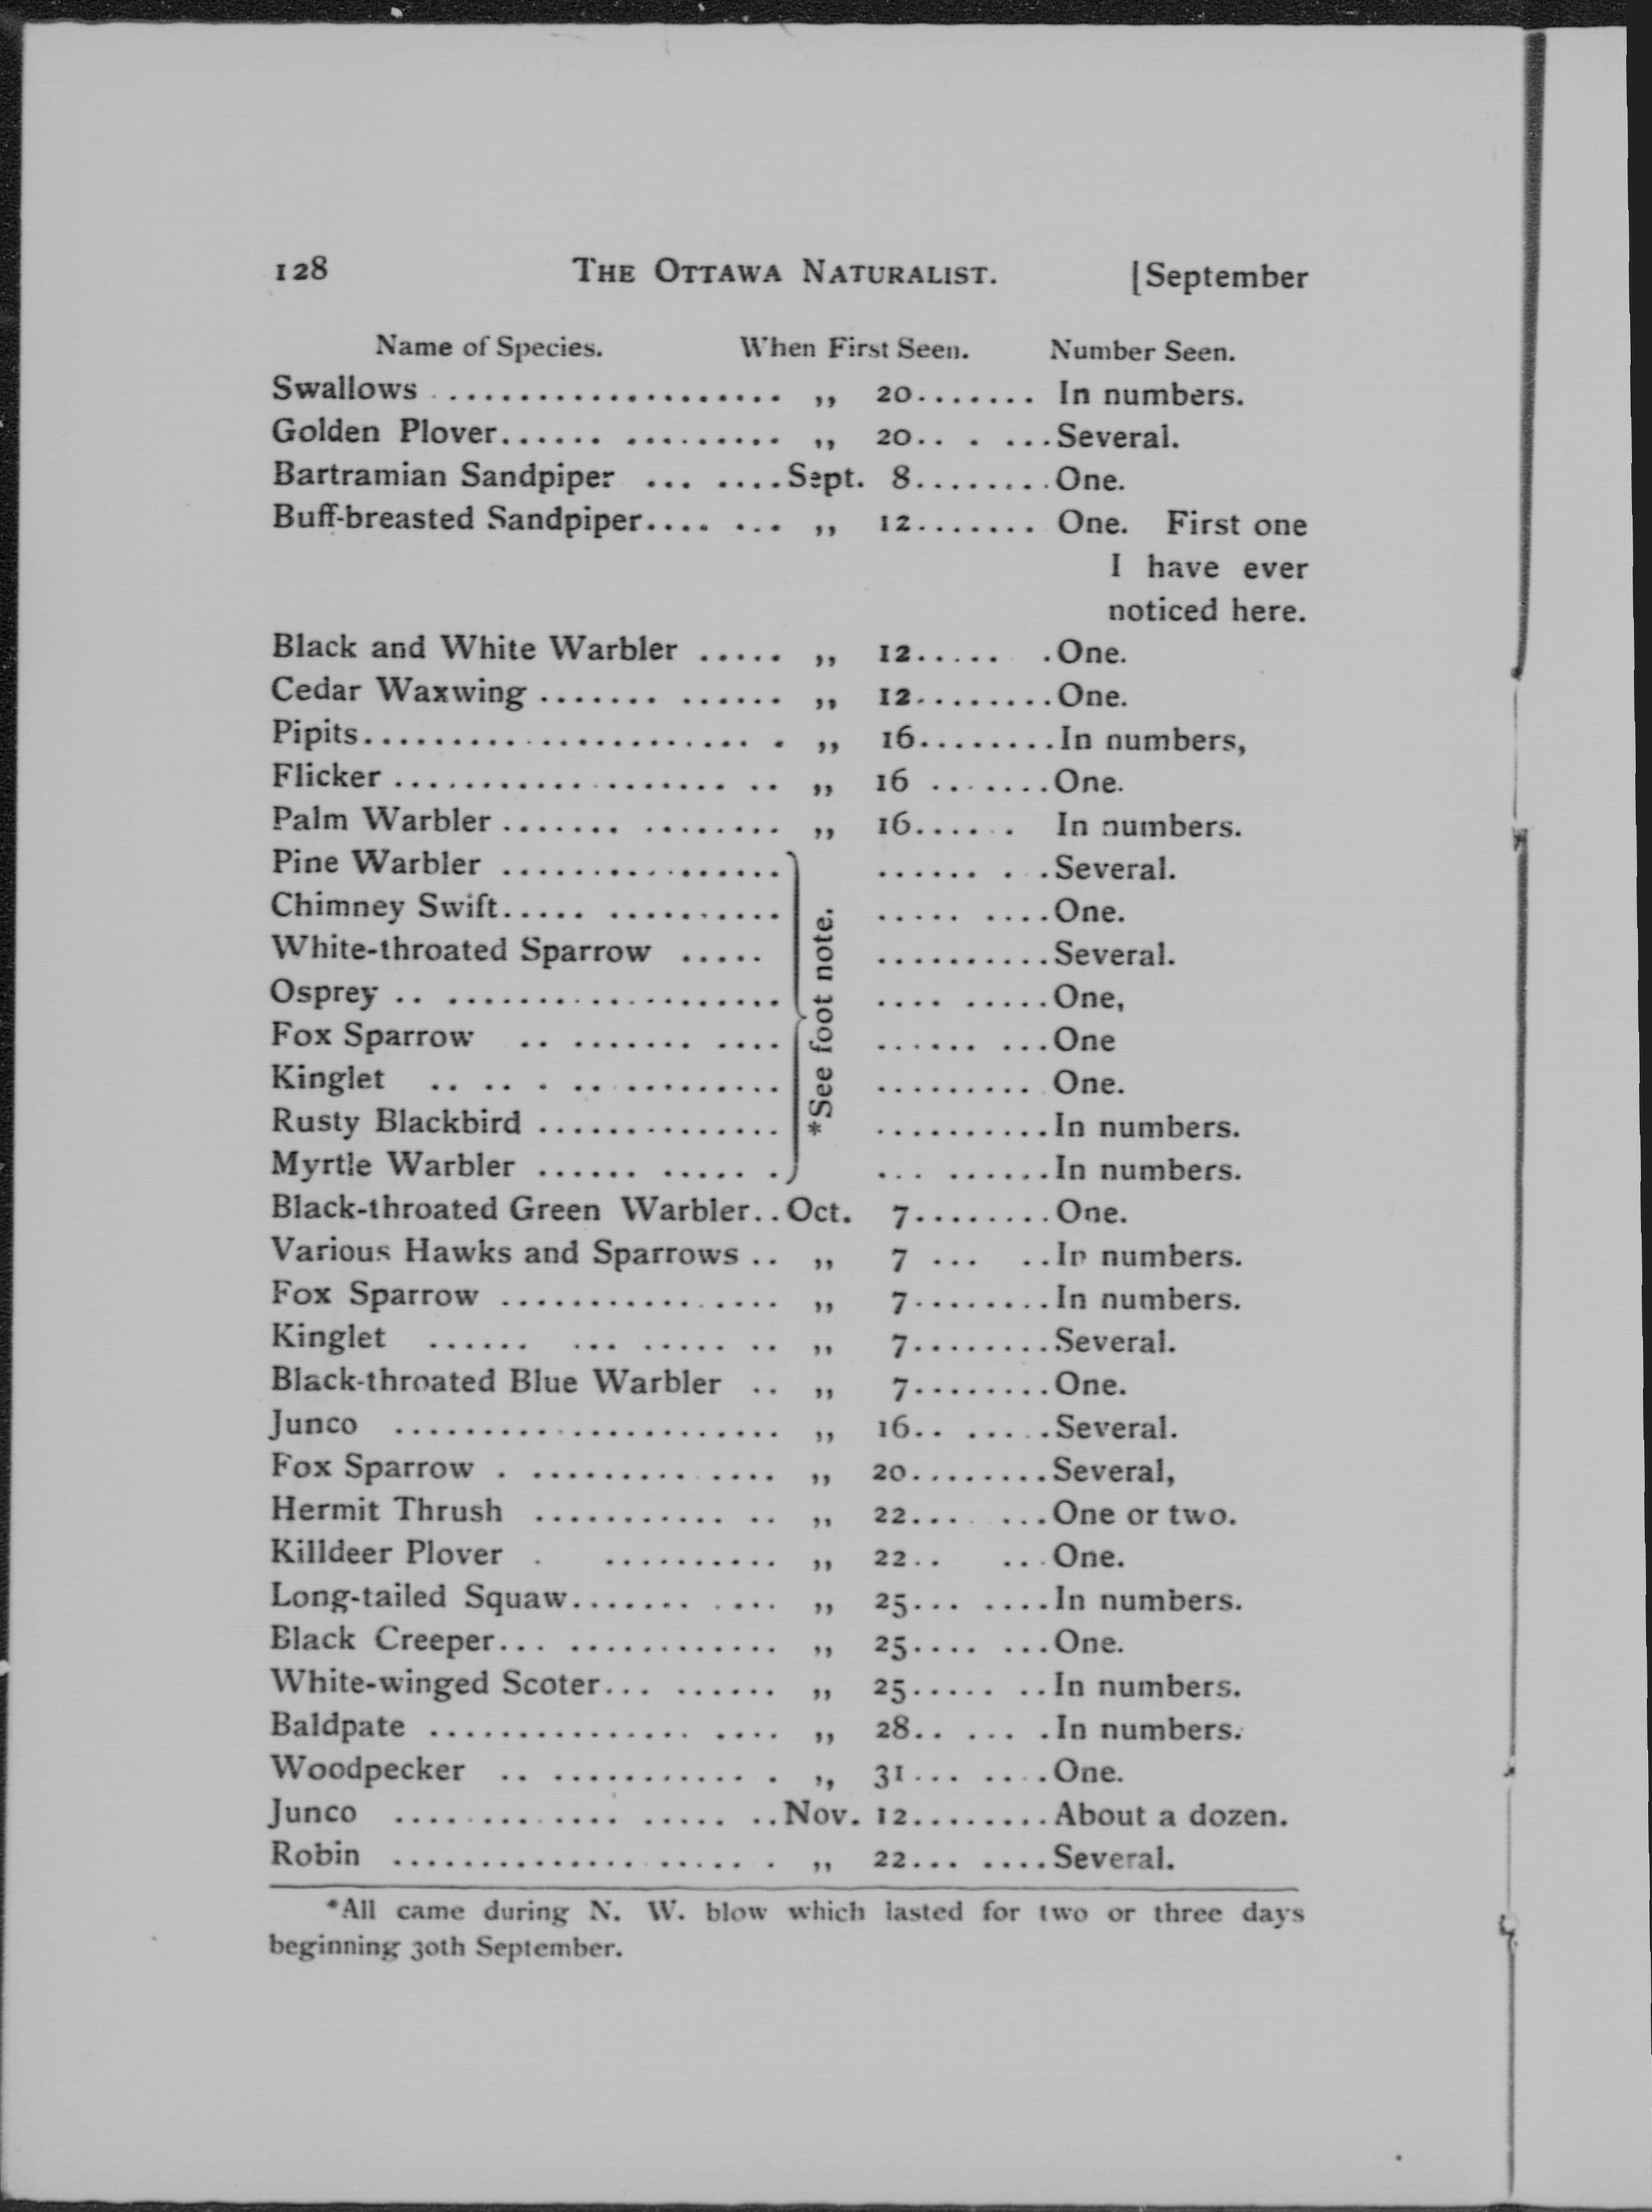 128 THE OTTAWA NATURALIST. [September
Name of Species. When First Seen. Number Seen.
Swallows .................... ,, 20....... In numbers.
Golden Plover...... ......... ,, 20.. . ...Several.
Bartramian Sandpiper ... ....Sept. 8........One.
Buff-breasted Sandpiper.... ... ,, 12....... One. First one
I have ever
noticed here.
Black and White Warbler ..... ,, 12..... .One.
Cedar Waxwing ....... ...... ,, 12........One.
Pipits....................... . ,, 16........In numbers,
Flicker ................... .. ,, 16 .......One.
Palm Warbler ....... ........ ,, 16...... In numbers.
Pine Warbler ................ ...... . .Several.
Chimney Swift..... .......... ..... ....One.
White-throated Sparrow ..... ..........Several.
Osprey .. ................... .... .....One,
Fox Sparrow .. ........ .... ...... ...One
Kinglet .. .. . .. .......... ......... One.
Rusty Blackbird .............. ..........In numbers.
Myrtle Warbler ...... ..... . ... ......In numbers.
*See foot note.
Black-throated Green Warbler..Oct. 7........One.
Various Hawks and Sparrows .. ,, 7 ... ..In numbers.
Fox Sparrow ................ ,, 7........In numbers.
Kinglet ...... ... ...... .. ,, 7........Several.
Black-throated Blue Warbler .. ,, 7........One.
Junco ...................... ,, 16.. .....Several.
Fox Sparrow . .............. ,, 20........Several,
Hermit Thrush ........... .. ,, 22... ...One or two.
Killdeer Plover . .......... ,, 22.. ...One.
Long-tailed Squaw....... .... ,, 25... ....In numbers.
Black Creeper... ............ ,, 25.... ...One.
White-winged Scoter... ...... ,, 25..... ..In numbers.
Baldpate ............... .... ,, 28.. ... .In numbers.
Woodpecker .. ............ . ,, 31... ....One.
Junco ............. ..... ..Nov. 12........About a dozen.
Robin ..................... . ,, 22... ....Several.
*All came during N. W. blow which lasted for two or three days
beginning 30th September.